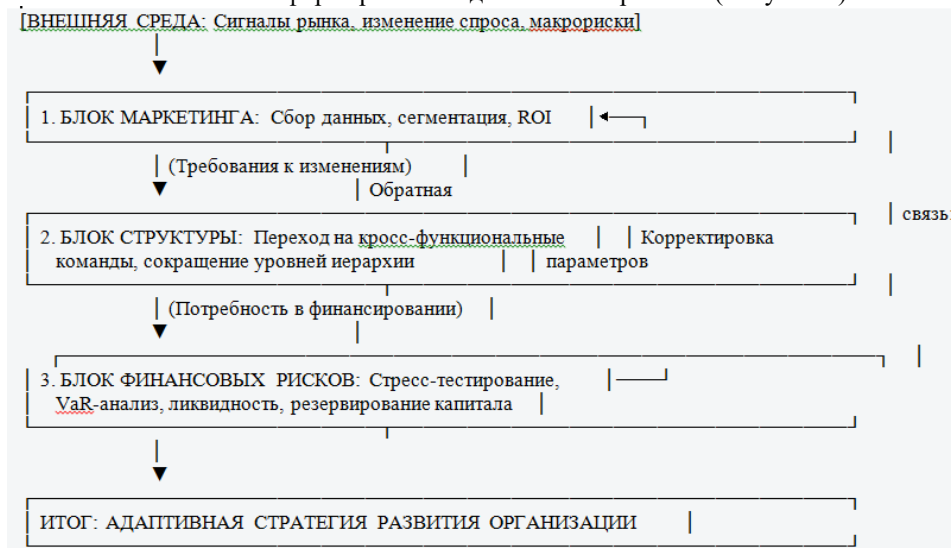 [ВНЕШНЯЯ СРЕДА: Сигналы рынка, изменение спроса, макрориски]
1. БЛОК МАРКЕТИНГА: Сбор данных, сегментация, ROI
(Требования к изменениям)
Обратная
связь:
2. БЛОК СТРУКТУРЫ: Переход на кросс-функциональные
Корректировка
команды, сокращение уровней иерархии
параметров
(Потребность в финансировании)
3. БЛОК ФИНАНСОВЫХ РИСКОВ: Стресс-тестирование,
VaR-анализ, ликвидность, резервирование капитала
ИТОГ: АДАПТИВНАЯ СТРАТЕГИЯ РАЗВИТИЯ ОРГАНИЗАЦИИ